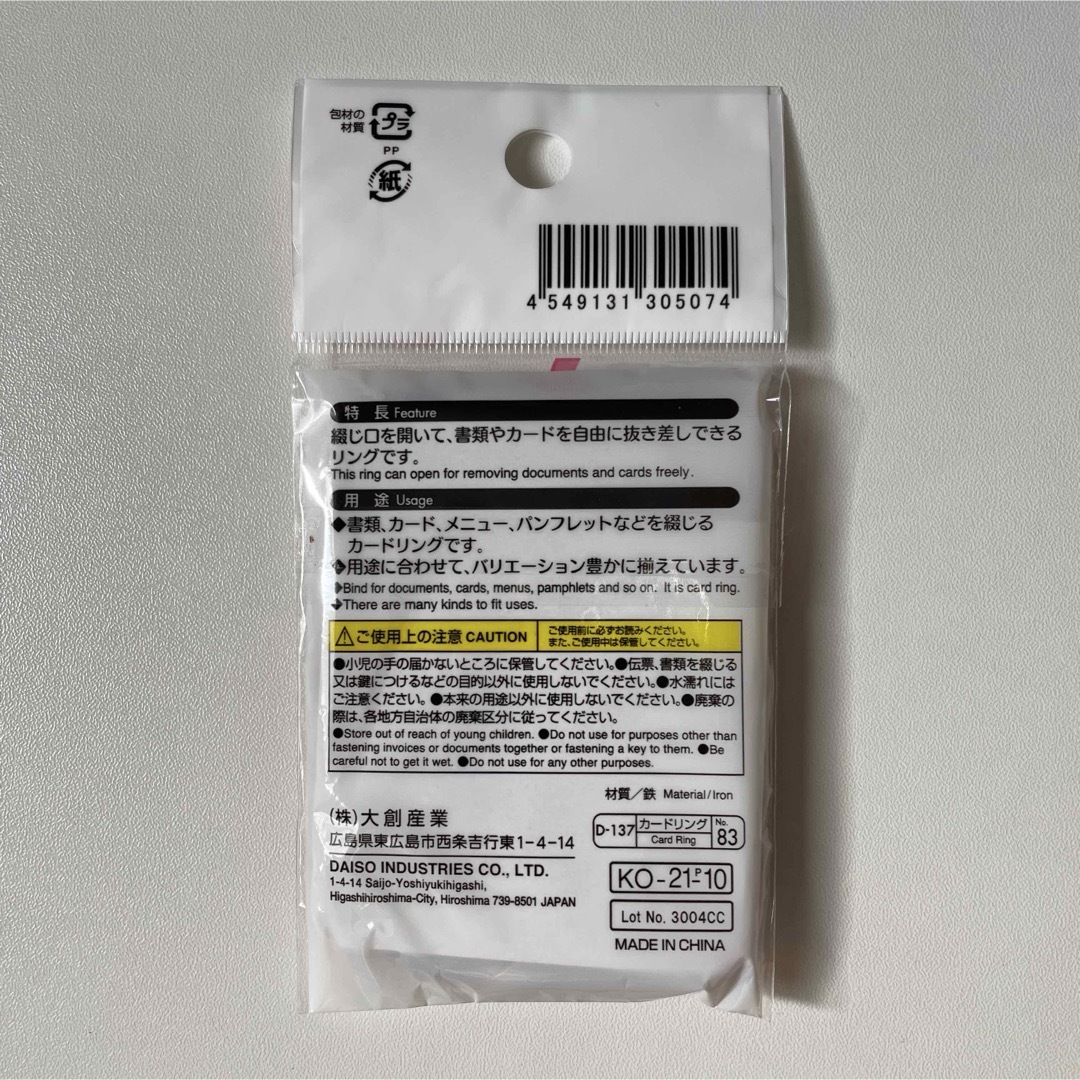 包材の
材質
プラ
PP
紙
4 549131 305074
特長 Feature
綴じ口を開いて、書類やカードを自由に抜き差しできる
リングです。
This ring can open for removing documents and cards freely.
用途 Usage
◆書類、カード、メニュー、パンフレットなどを綴じる
カードリングです。
◆用途に合わせて、バリエーション豊かに揃えています。
◆Bind for documents, cards, menus, pamphlets and so on. It is card ring.
◆There are many kinds to fit uses.
⚠ご使用上の注意 CAUTION
ご使用前に必ずお読みください。
また、ご使用中は保管してください。
●小児の手の届かないところに保管してください。●伝票、書類を綴じる
又は鍵につけるなどの目的以外に使用しないでください。●水濡れには
ご注意ください。●本来の用途以外に使用しないでください。●廃棄の
際は、各地方自治体の廃棄区分に従ってください。
●Store out of reach of young children. ●Do not use for purposes other than
fastening invoices or documents together or fastening a key to them. ●Be
careful not to get it wet. ●Do not use for any other purposes.
材質／鉄 Material/Iron
(株)大創産業
広島県東広島市西条吉行東1-4-14
DAISO INDUSTRIES CO., LTD.
1-4-14 Saijo-Yoshiyukihigashi,
Higashihiroshima-City, Hiroshima 739-8501 JAPAN
D-137 カードリング No.
Card Ring 83
KO-21-P-10
Lot No. 3004CC
MADE IN CHINA